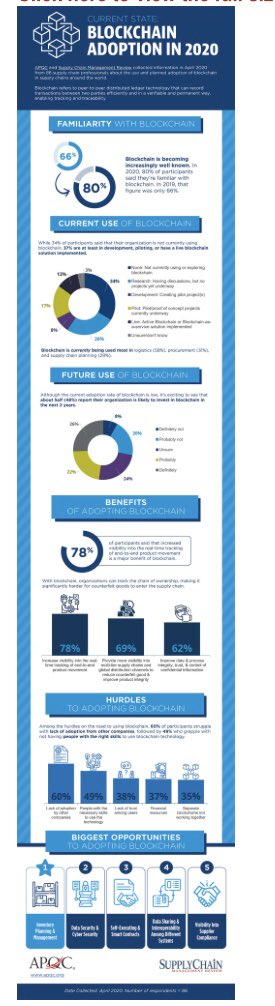 CURRENT STATE:
BLOCKCHAIN
ADOPTION IN 2020
APQC and Supply Chain Management Review collected information in April 2020
from 86 supply chain professionals about the use and planned adoption of blockchain
in supply chains around the world.
Blockchain refers to peer-to-peer distributed ledger technology that can record
transactions between two parties efficiently and in a verifiable and permanent way,
enabling tracking and traceability.
FAMILIARITY WITH BLOCKCHAIN
66%
80%
Blockchain is becoming
increasingly well known. In
2020, 80% of participants
said they're familiar with
blockchain. In 2019, that
figure was only 66%.
CURRENT USE OF BLOCKCHAIN
While 34% of participants said that their organization is not currently using
blockchain, 37% are at least in development, piloting, or have a live blockchain
solution implemented.
None: Not currently using or exploring
blockchain
Research: Having discussions, but no
projects yet underway
Development: Creating pilot project(s)
Pilot: Pilot/proof of concept projects
currently underway
Live: Active Blockchain or Blockchain-as-
a-service solution implemented
Unsure/don't know
12%
3%
17%
Blockchain is currently being used most in logistics (58%), procurement (31%),
and supply chain planning (29%).
FUTURE USE OF BLOCKCHAIN
Although the current adoption rate of blockchain is low, it's exciting to see that
about half (48%) report their organization is likely to invest in blockchain in
the next 2 years.
26%
22%
24%
Definitely not
Probably not
Unsure
Probably
Definitely
BENEFITS
OF ADOPTING BLOCKCHAIN
78%
of participants said that increased
visibility into the real-time tracking
of end-to-end product movement
is a major benefit of blockchain.
With blockchain, organizations can track the chain of ownership, making it
significantly harder for counterfeit goods to enter the supply chain.
78%
69%
62%
Increase visibility into the real-
time tracking of end-to-end
product movement
Provide more visibility into
multi-tier supply chains and
global distribution channels to
reduce counterfeit good &
improve product integrity
Improve data & process
integrity, trust, & control of
confidential information
HURDLES
TO ADOPTING BLOCKCHAIN
Among the hurdles on the road to using blockchain, 60% of participants struggle
with lack of adoption from other companies, followed by 49% who grapple with
not having people with the right skills to use blockchain technology.
60%
49%
38%
37%
35%
Lack of adoption
by other
companies
People with the
necessary skills
to use the
technology
Lack of trust
among users
Financial
resources
Separate
blockchains not
working together
BIGGEST OPPORTUNITIES
TO ADOPTING BLOCKCHAIN
1
2
3
4
5
Inventory
Planning &
Management
Data Security &
Cyber Security
Self-Executing &
Smart Contracts
Data Sharing &
Interoperability
Among Different
Systems
Visibility Into
Supplier
Compliance
APQC
www.apqc.org
SUPPLYCHAIN
MANAGEMENT REVIEW
Data Collected: April 2020, Number of respondents = 86